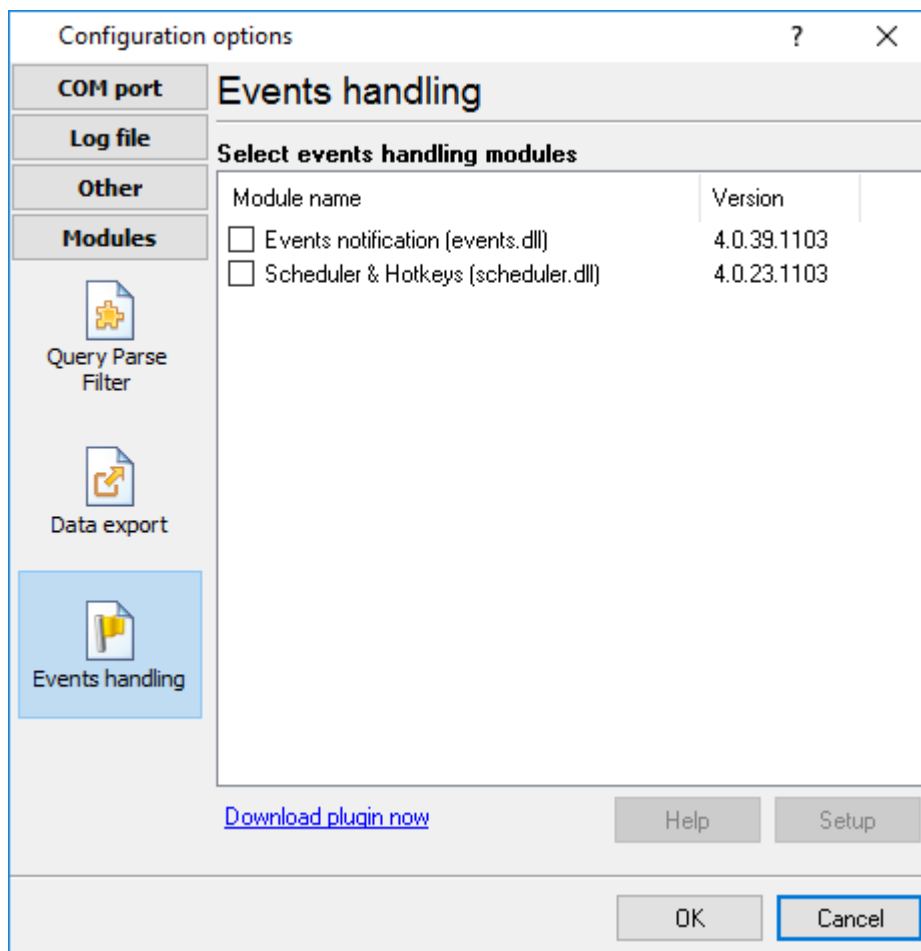 Configuration options ?
COM port
Log file
Other
Modules
Query Parse
Filter
Data export
Events handling
Events handling
Select events handling modules
Module name Version
Events notification (events.dll) 4.0.39.1103
Scheduler & Hotkeys (scheduler.dll) 4.0.23.1103
Download plugin now Help Setup
OK Cancel